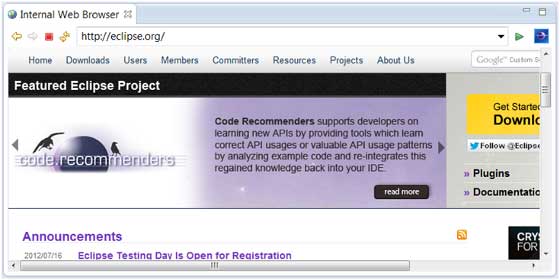 Internal Web Browser
http://eclipse.org/
Home Downloads Users Members Committers Resources Projects About Us
Google™ Custom S
Featured Eclipse Project
Get Started
Downlo
code.recommenders
Code Recommenders supports developers on
learning new APIs by providing tools which learn
correct API usages or valuable API usage patterns
by analyzing example code and re-integrates this
regained knowledge back into your IDE.
read more
Follow @Eclipse
» Plugins
» Documentatio
Announcements
2012/07/16 Eclipse Testing Day Is Open for Registration
CRYS
FOR